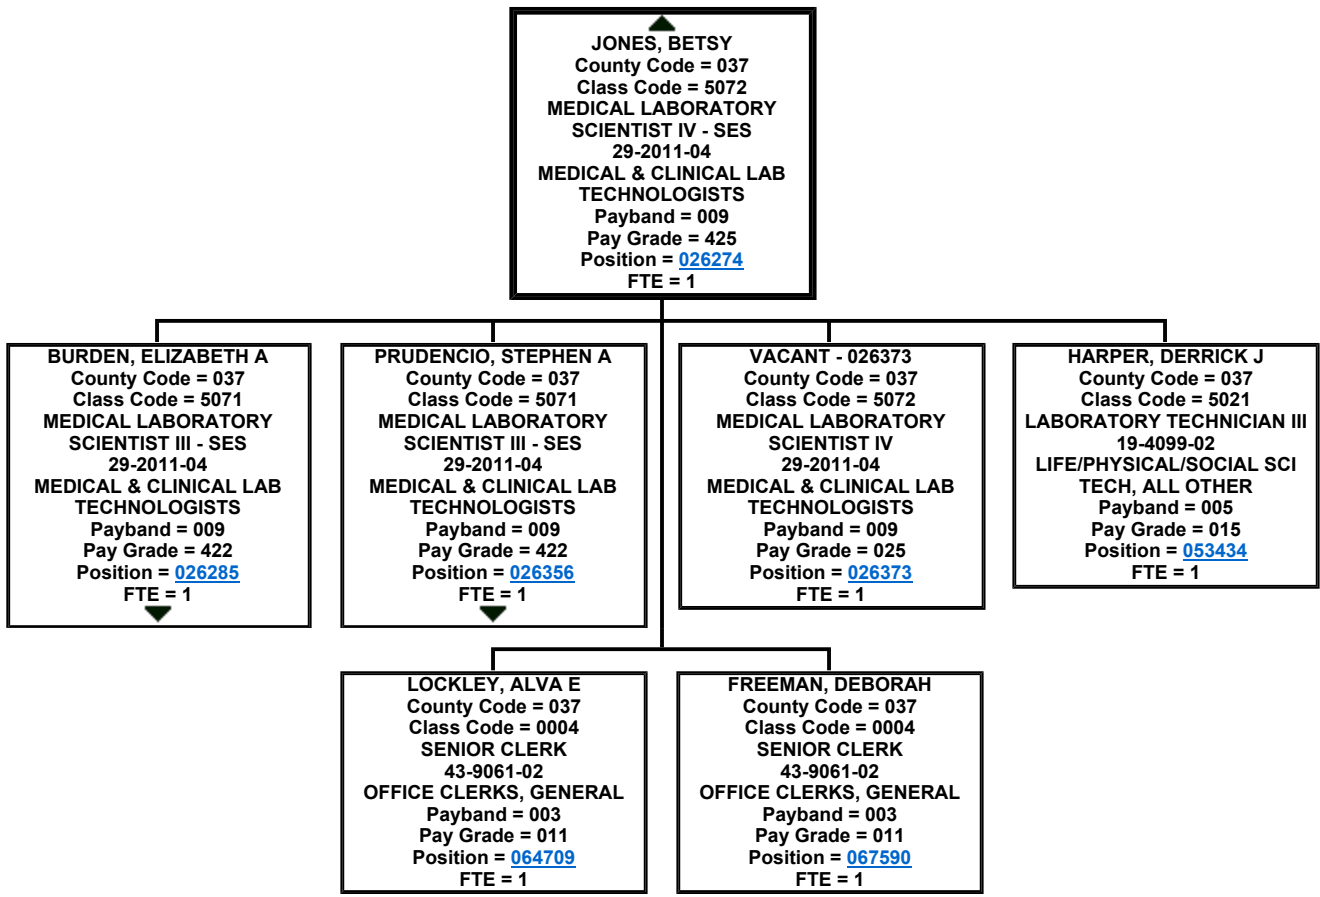 JONES, BETSY
County Code = 037
Class Code = 5072
MEDICAL LABORATORY
SCIENTIST IV - SES
29-2011-04
MEDICAL & CLINICAL LAB
TECHNOLOGISTS
Payband = 009
Pay Grade = 425
Position = 026274
FTE = 1
BURDEN, ELIZABETH A
County Code = 037
Class Code = 5071
MEDICAL LABORATORY
SCIENTIST III - SES
29-2011-04
MEDICAL & CLINICAL LAB
TECHNOLOGISTS
Payband = 009
Pay Grade = 422
Position = 026285
FTE = 1
PRUDENCIO, STEPHEN A
County Code = 037
Class Code = 5071
MEDICAL LABORATORY
SCIENTIST III - SES
29-2011-04
MEDICAL & CLINICAL LAB
TECHNOLOGISTS
Payband = 009
Pay Grade = 422
Position = 026356
FTE = 1
VACANT - 026373
County Code = 037
Class Code = 5072
MEDICAL LABORATORY
SCIENTIST IV
29-2011-04
MEDICAL & CLINICAL LAB
TECHNOLOGISTS
Payband = 009
Pay Grade = 025
Position = 026373
FTE = 1
HARPER, DERRICK J
County Code = 037
Class Code = 5021
LABORATORY TECHNICIAN III
19-4099-02
LIFE/PHYSICAL/SOCIAL SCI
TECH, ALL OTHER
Payband = 005
Pay Grade = 015
Position = 053434
FTE = 1
LOCKLEY, ALVA E
County Code = 037
Class Code = 0004
SENIOR CLERK
43-9061-02
OFFICE CLERKS, GENERAL
Payband = 003
Pay Grade = 011
Position = 064709
FTE = 1
FREEMAN, DEBORAH
County Code = 037
Class Code = 0004
SENIOR CLERK
43-9061-02
OFFICE CLERKS, GENERAL
Payband = 003
Pay Grade = 011
Position = 067590
FTE = 1